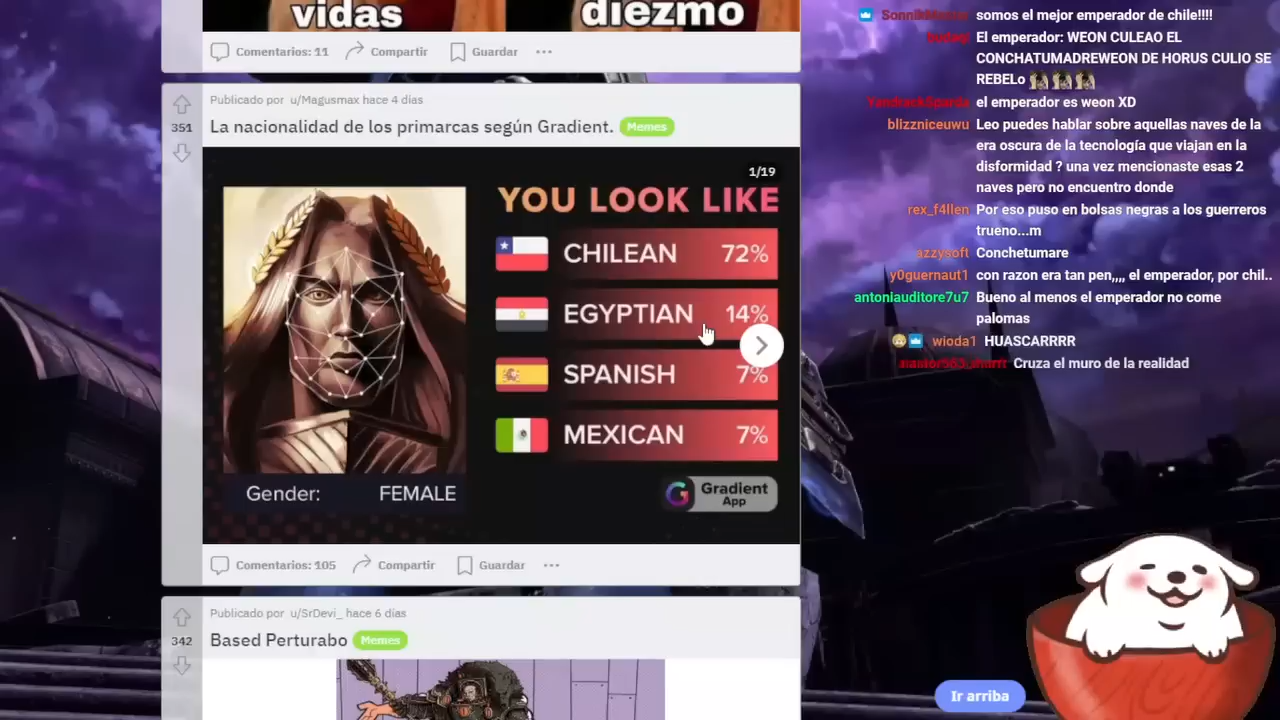 vidas
diezmo
Comentarios: 11
Compartir
Guardar
Publicado por u/Magusmax hace 4 días
351
La nacionalidad de los primarcas según Gradient.
Memes
1/19
YOU LOOK LIKE
CHILEAN 72%
EGYPTIAN 14%
SPANISH 7%
MEXICAN 7%
Gender: FEMALE
Gradient
App
Comentarios: 105
Compartir
Guardar
Publicado por u/SrDevi_ hace 6 días
342
Based Perturabo
Memes
somos el mejor emperador de chile!!!!
El emperador: WEON CULEAO EL
CONCHATUMADREWEON DE HORUS CULIO SE
REBELo
el emperador es weon XD
blizzniceuwu Leo puedes hablar sobre aquellas naves de la
era oscura de la tecnología que viajan en la
disformidad ? una vez mencionaste esas 2
naves pero no encuentro donde
rex_f4llen Por eso puso en bolsas negras a los guerreros
trueno...m
azzysoft Conchetumare
y0guernaut1 con razon era tan pen,,,, el emperador, por chil..
antoniauditore7u7 Bueno al menos el emperador no come
palomas
wioda1 HUASCARRRR
Cruza el muro de la realidad
Ir arriba